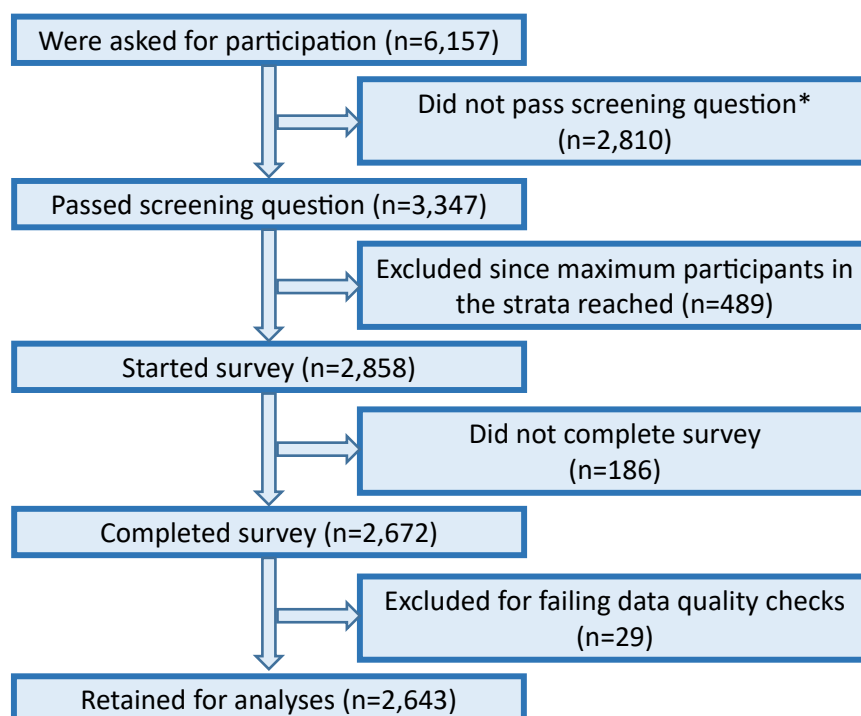 Were asked for participation (n=6,157)
Did not pass screening question*
(n=2,810)
Passed screening question (n=3,347)
Excluded since maximum participants in
the strata reached (n=489)
Started survey (n=2,858)
Did not complete survey
(n=186)
Completed survey (n=2,672)
Excluded for failing data quality checks
(n=29)
Retained for analyses (n=2,643)